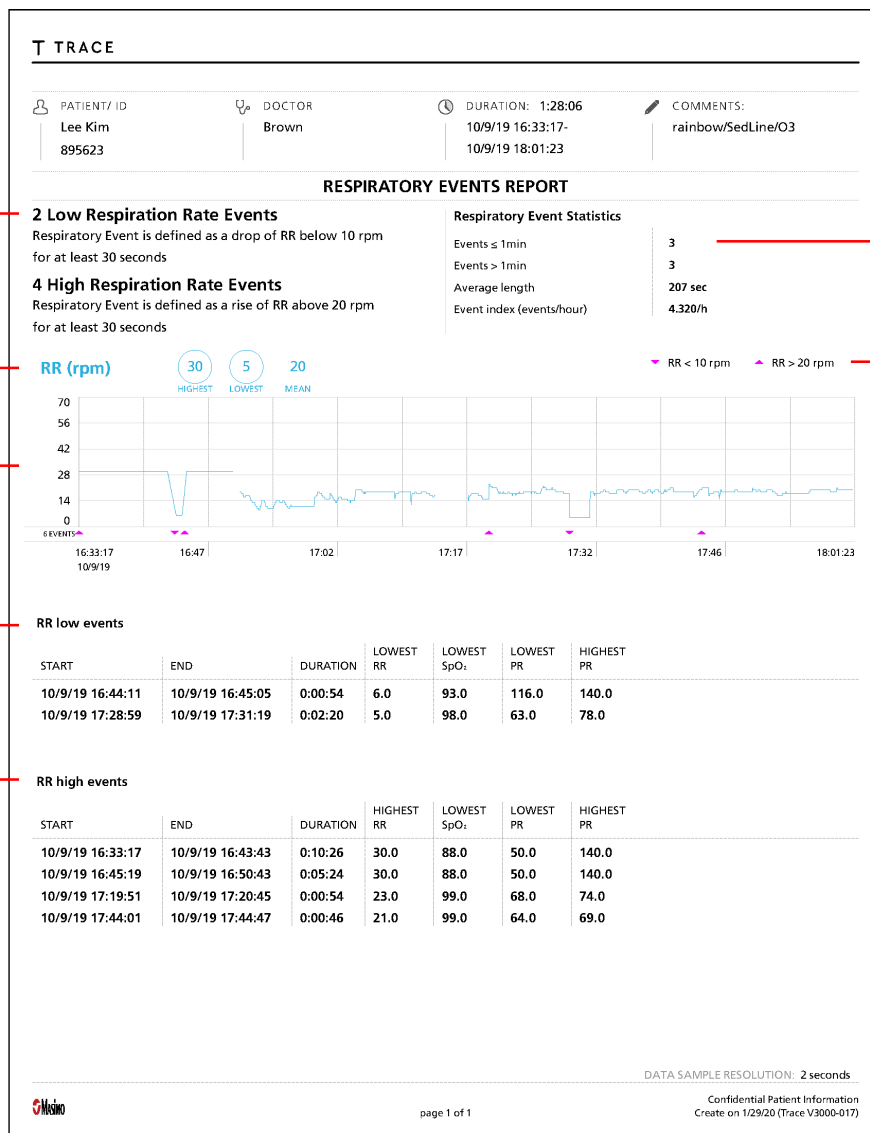 T TRACE
PATIENT/ ID
Lee Kim
895623
DOCTOR
Brown
DURATION: 1:28:06
10/9/19 16:33:17-
10/9/19 18:01:23
COMMENTS:
rainbow/SedLine/O3
RESPIRATORY EVENTS REPORT
2 Low Respiration Rate Events
Respiratory Event is defined as a drop of RR below 10 rpm
for at least 30 seconds
4 High Respiration Rate Events
Respiratory Event is defined as a rise of RR above 20 rpm
for at least 30 seconds
Respiratory Event Statistics
Events ≤ 1min 3
Events > 1min 3
Average length 207 sec
Event index (events/hour) 4.320/h
RR (rpm)
30 5 20
HIGHEST LOWEST MEAN
RR < 10 rpm RR > 20 rpm
70
56
42
28
14
0
6 EVENTS
16:33:17 16:47 17:02 17:17 17:32 17:46 18:01:23
10/9/19
RR low events
START END DURATION LOWEST RR LOWEST SpO₂ LOWEST PR HIGHEST PR
10/9/19 16:44:11 10/9/19 16:45:05 0:00:54 6.0 93.0 116.0 140.0
10/9/19 17:28:59 10/9/19 17:31:19 0:02:20 5.0 98.0 63.0 78.0
RR high events
START END DURATION HIGHEST RR LOWEST SpO₂ LOWEST PR HIGHEST PR
10/9/19 16:33:17 10/9/19 16:43:43 0:10:26 30.0 88.0 50.0 140.0
10/9/19 16:45:19 10/9/19 16:50:43 0:05:24 30.0 88.0 50.0 140.0
10/9/19 17:19:51 10/9/19 17:20:45 0:00:54 23.0 99.0 68.0 74.0
10/9/19 17:44:01 10/9/19 17:44:47 0:00:46 21.0 99.0 64.0 69.0
DATA SAMPLE RESOLUTION: 2 seconds
Masimo
page 1 of 1
Confidential Patient Information
Create on 1/29/20 (Trace V3000-017)